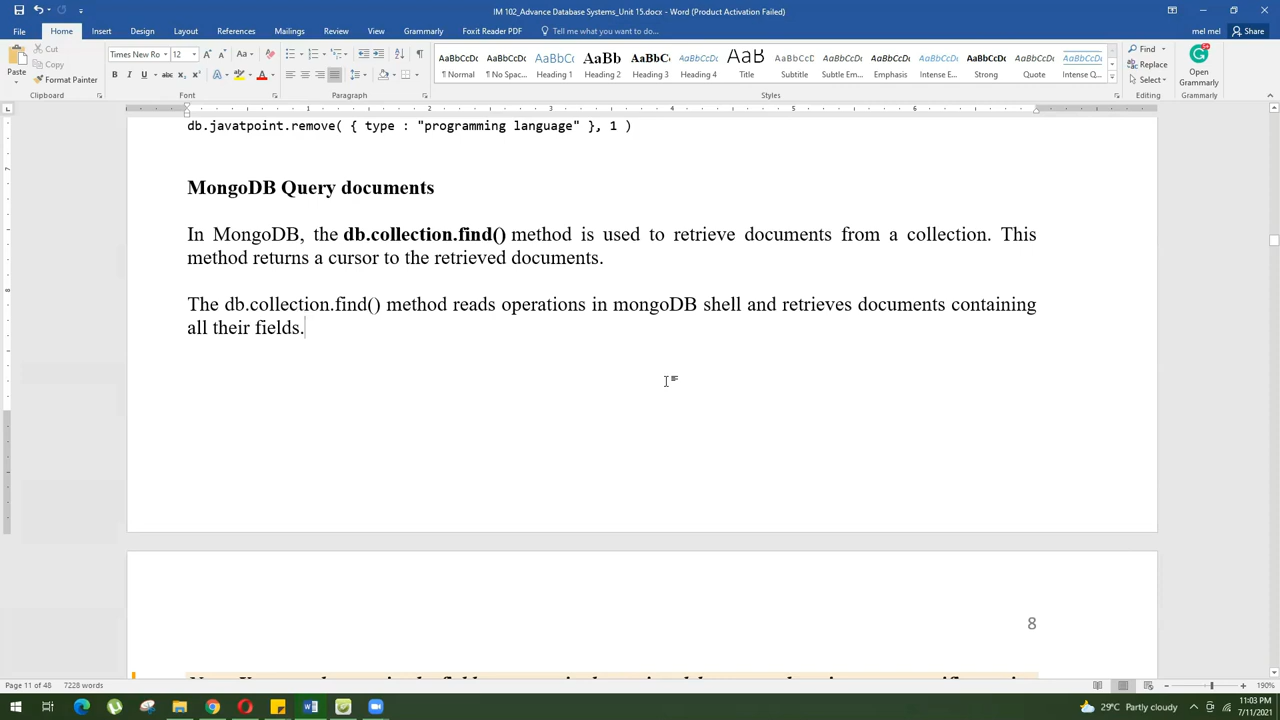 IM 102_Advance Database Systems_Unit 15.docx - Word (Product Activation Failed)
File Home Insert Design Layout References Mailings Review View Grammarly Foxit Reader PDF Tell me what you want to do... mel mel Share
Cut
Copy
Format Painter
Paste
Times New Ro 12
Normal No Spac... Heading 1 Heading 2 Heading 3 Heading 4 Title Subtitle Subtle Em... Emphasis Intense E... Strong Quote Intense Q...
Find
Replace
Select
Open Grammarly
Clipboard Font Paragraph Styles Editing Grammarly
db.javatpoint.remove( { type : "programming language" }, 1 )
MongoDB Query documents
In MongoDB, the db.collection.find() method is used to retrieve documents from a collection. This
method returns a cursor to the retrieved documents.
The db.collection.find() method reads operations in mongoDB shell and retrieves documents containing
all their fields.
8
Page 11 of 48 7228 words 190%
29°C Partly cloudy 11:03 PM
7/11/2021